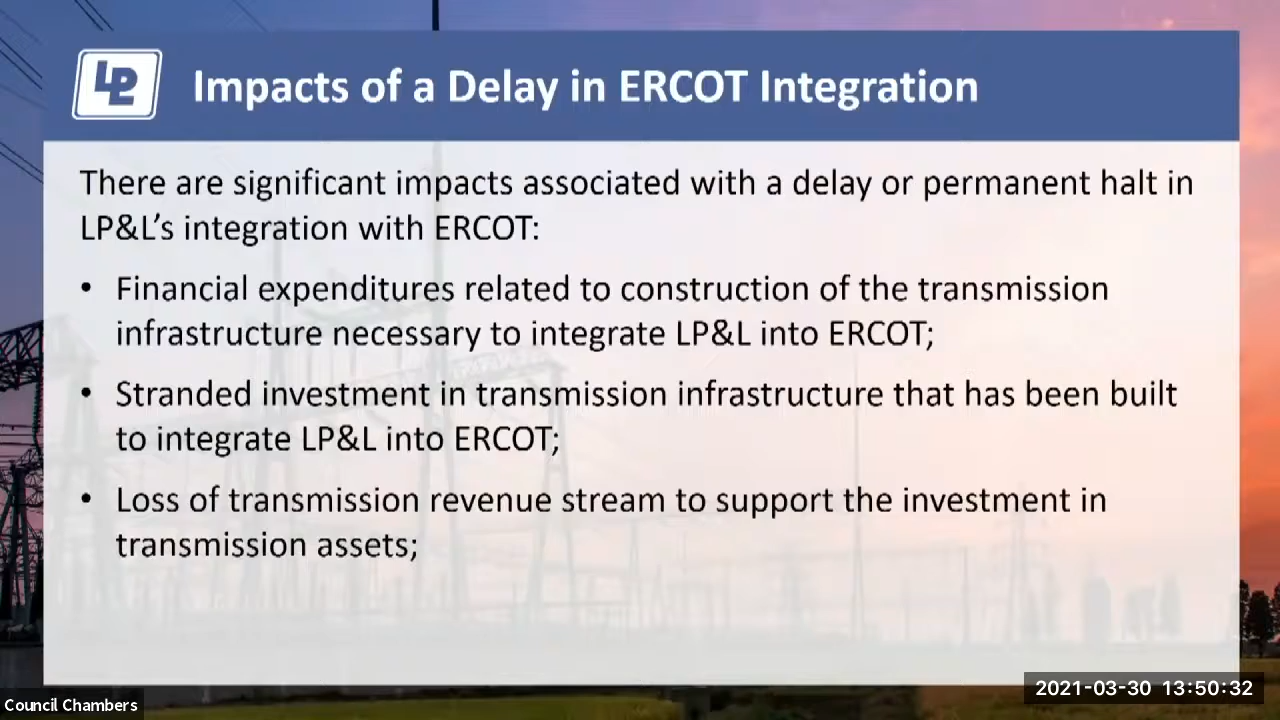 LP
Impacts of a Delay in ERCOT Integration
There are significant impacts associated with a delay or permanent halt in
LP&L’s integration with ERCOT:
• Financial expenditures related to construction of the transmission
infrastructure necessary to integrate LP&L into ERCOT;
• Stranded investment in transmission infrastructure that has been built
to integrate LP&L into ERCOT;
• Loss of transmission revenue stream to support the investment in
transmission assets;
2021-03-30 13:50:32
Council Chambers